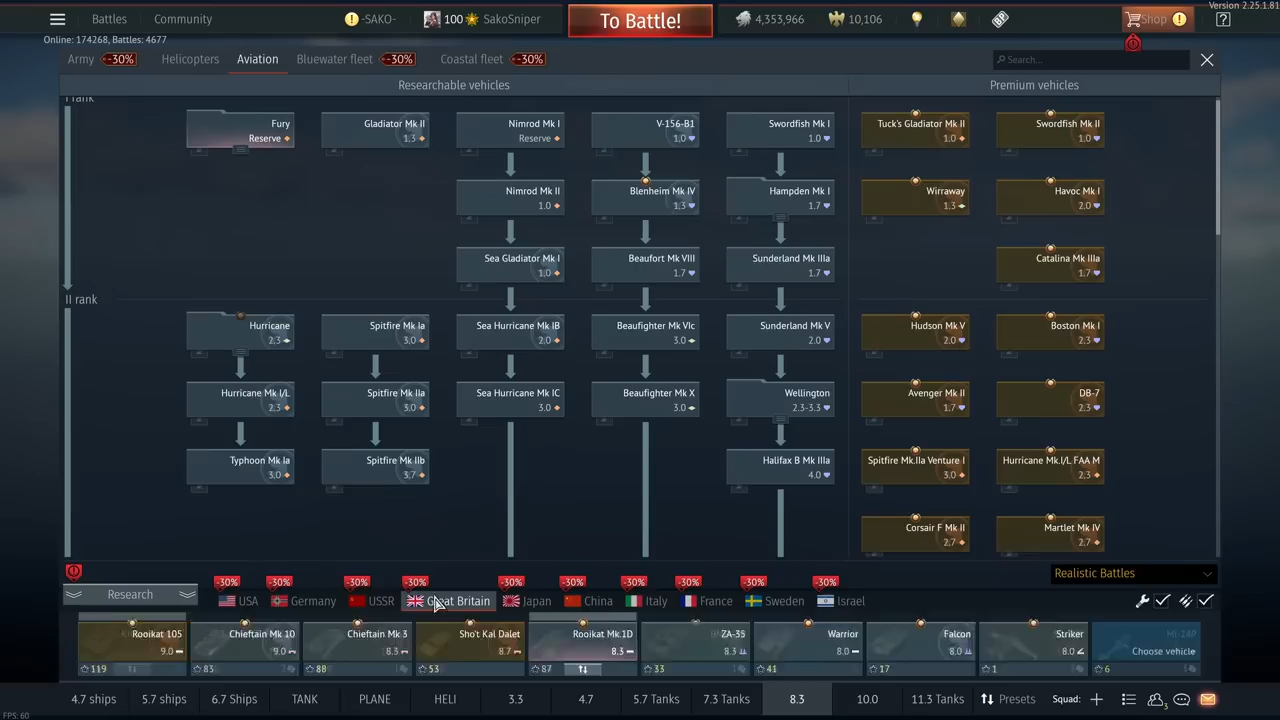 Version 2.25.1.81
Battles
Community
-SAKO-
100 SakoSniper
To Battle!
4,353,966
10,106
BP
Shop
Online: 174268, Battles: 4677
Army -30%
Helicopters
Aviation
Bluewater fleet -30%
Coastal fleet -30%
Search...
Researchable vehicles
Premium vehicles
I rank
Fury
Reserve
Gladiator Mk II
1.3
Nimrod Mk I
Reserve
V-156-B1
1.0
Swordfish Mk I
1.0
Tuck's Gladiator Mk II
1.0
Swordfish Mk II
1.0
Nimrod Mk II
1.0
Blenheim Mk IV
1.3
Hampden Mk I
1.7
Wirraway
1.3
Havoc Mk I
2.0
Sea Gladiator Mk I
1.0
Beaufort Mk VIII
1.7
Sunderland Mk IIIa
1.7
Catalina Mk IIIa
1.7
II rank
Hurricane
2.3
Spitfire Mk Ia
3.0
Sea Hurricane Mk IB
2.0
Beaufighter Mk VIc
3.0
Sunderland Mk V
2.0
Hudson Mk V
2.0
Boston Mk I
2.3
Hurricane Mk I/L
2.3
Spitfire Mk IIa
3.0
Sea Hurricane Mk IC
3.0
Beaufighter Mk X
3.0
Wellington
2.3-3.3
Avenger Mk II
1.7
DB-7
2.3
Typhoon Mk Ia
3.0
Spitfire Mk IIb
3.7
Halifax B Mk IIIa
4.0
Spitfire Mk.IIa Venture I
3.0
Hurricane Mk.I/L FAA M
2.3
Corsair F Mk II
2.7
Martlet Mk IV
2.7
Realistic Battles
Research
-30% -30% -30% -30% -30% -30% -30% -30% -30% -30%
USA Germany USSR Great Britain Japan China Italy France Sweden Israel
Rooikat 105
9.0
119
Chieftain Mk 10
9.0
83
Chieftain Mk 3
8.3
88
Sho't Kal Dalet
8.7
53
Rooikat Mk.1D
8.3
87
ZA-35
8.3
33
Warrior
8.0
41
Falcon
8.0
17
Striker
8.0
1
Mi-24P
Choose vehicle
6
4.7 ships 5.7 ships 6.7 Ships TANK PLANE HELI 3.3 4.7 5.7 Tanks 7.3 Tanks 8.3 10.0 11.3 Tanks Presets Squad: 3
FPS: 60